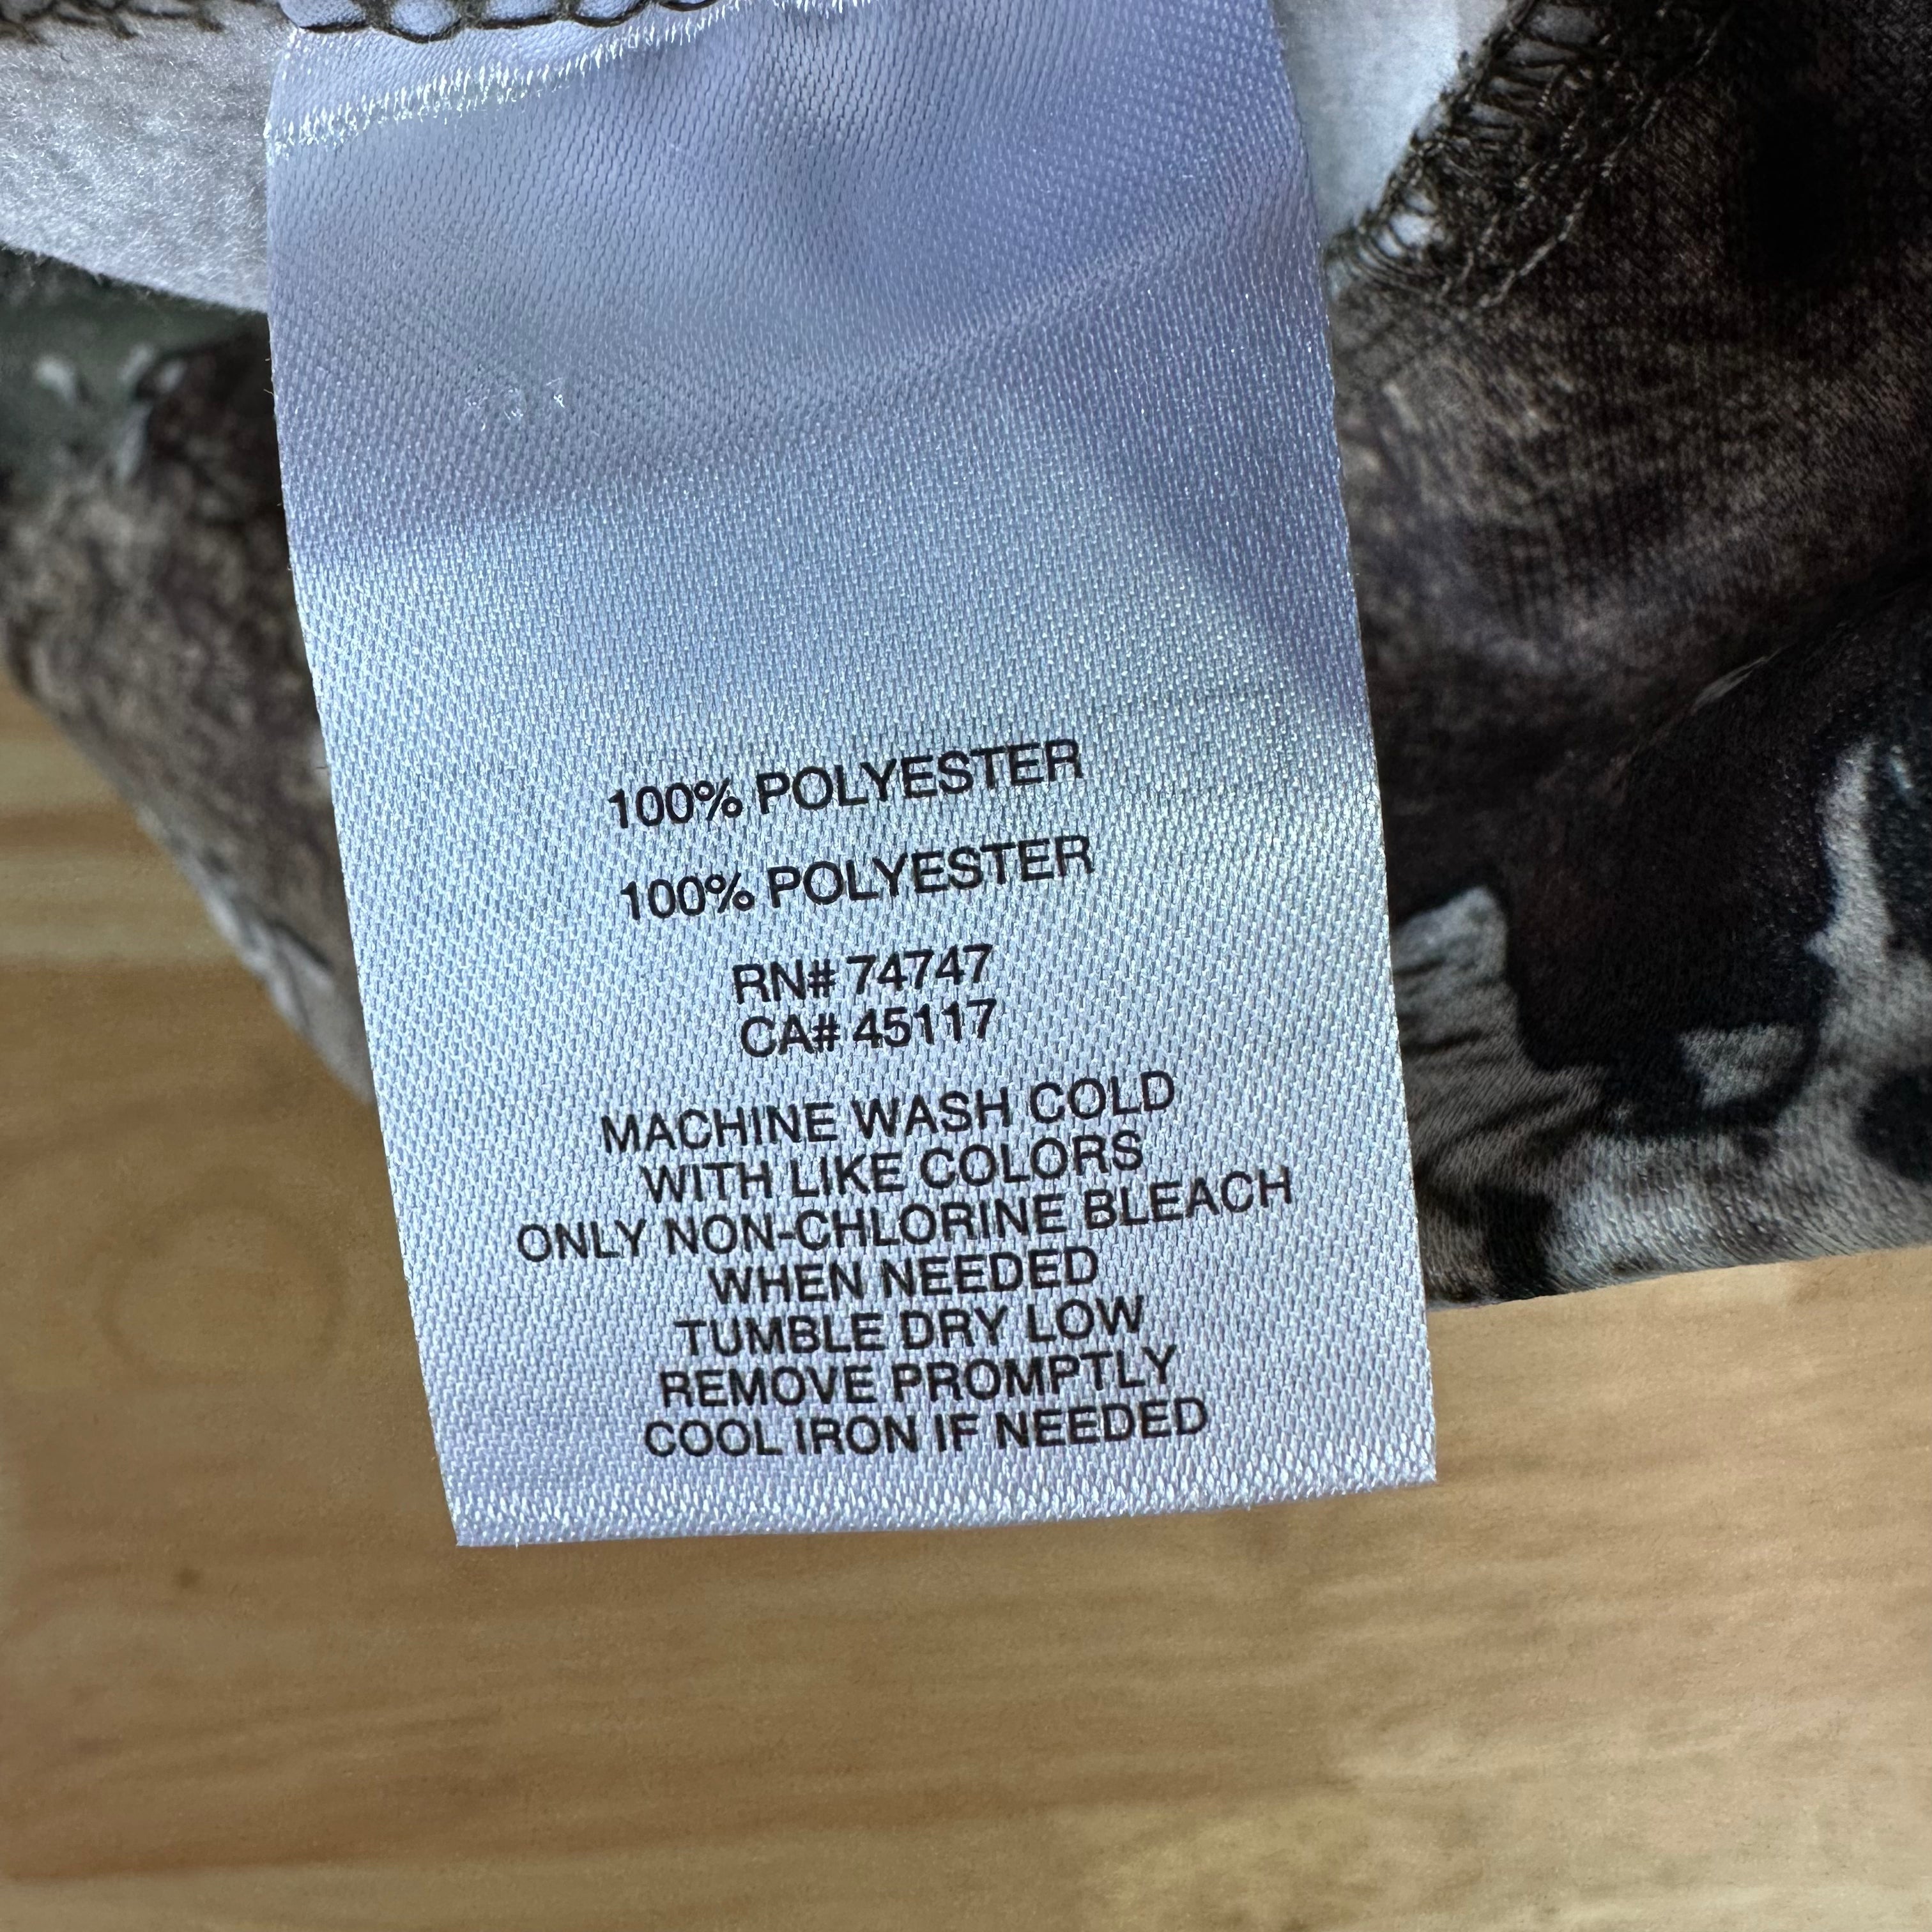 100% POLYESTER
100% POLYESTER
RN# 74747
CA# 45117
MACHINE WASH COLD
WITH LIKE COLORS
ONLY NON-CHLORINE BLEACH
WHEN NEEDED
TUMBLE DRY LOW
REMOVE PROMPTLY
COOL IRON IF NEEDED